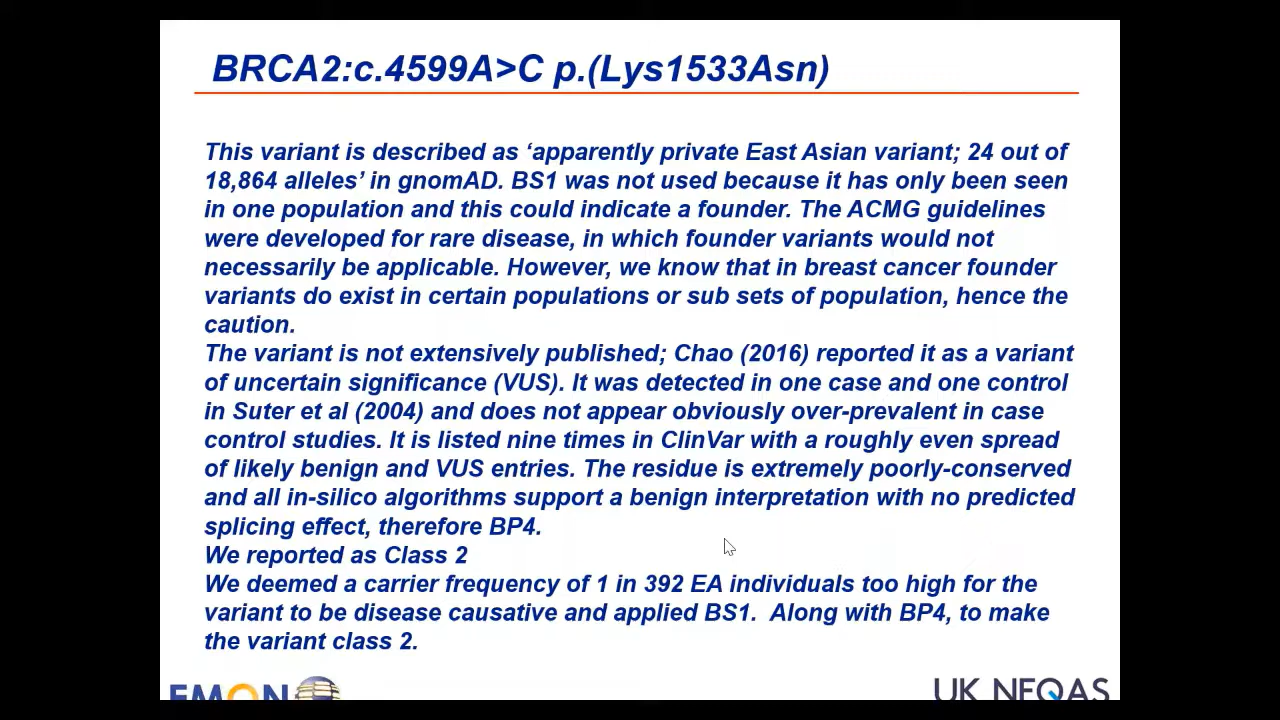 BRCA2:c.4599A>C p.(Lys1533Asn)
This variant is described as ‘apparently private East Asian variant; 24 out of
18,864 alleles’ in gnomAD. BS1 was not used because it has only been seen
in one population and this could indicate a founder. The ACMG guidelines
were developed for rare disease, in which founder variants would not
necessarily be applicable. However, we know that in breast cancer founder
variants do exist in certain populations or sub sets of population, hence the
caution.
The variant is not extensively published; Chao (2016) reported it as a variant
of uncertain significance (VUS). It was detected in one case and one control
in Suter et al (2004) and does not appear obviously over-prevalent in case
control studies. It is listed nine times in ClinVar with a roughly even spread
of likely benign and VUS entries. The residue is extremely poorly-conserved
and all in-silico algorithms support a benign interpretation with no predicted
splicing effect, therefore BP4.
We reported as Class 2
We deemed a carrier frequency of 1 in 392 EA individuals too high for the
variant to be disease causative and applied BS1.  Along with BP4, to make
the variant class 2.
EMQN UK NEQAS